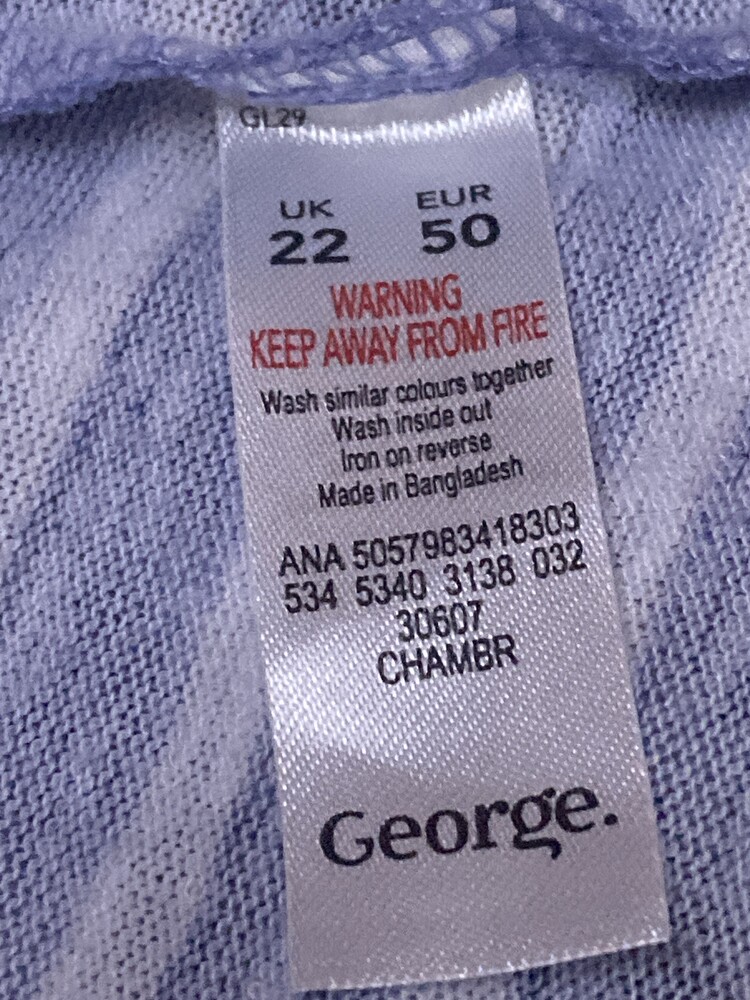 GL29
UK EUR
22 50
WARNING
KEEP AWAY FROM FIRE
Wash similar colours together
Wash inside out
Iron on reverse
Made in Bangladesh
ANA 5057983418303
534 5340 3138 032
30607
CHAMBR
George.